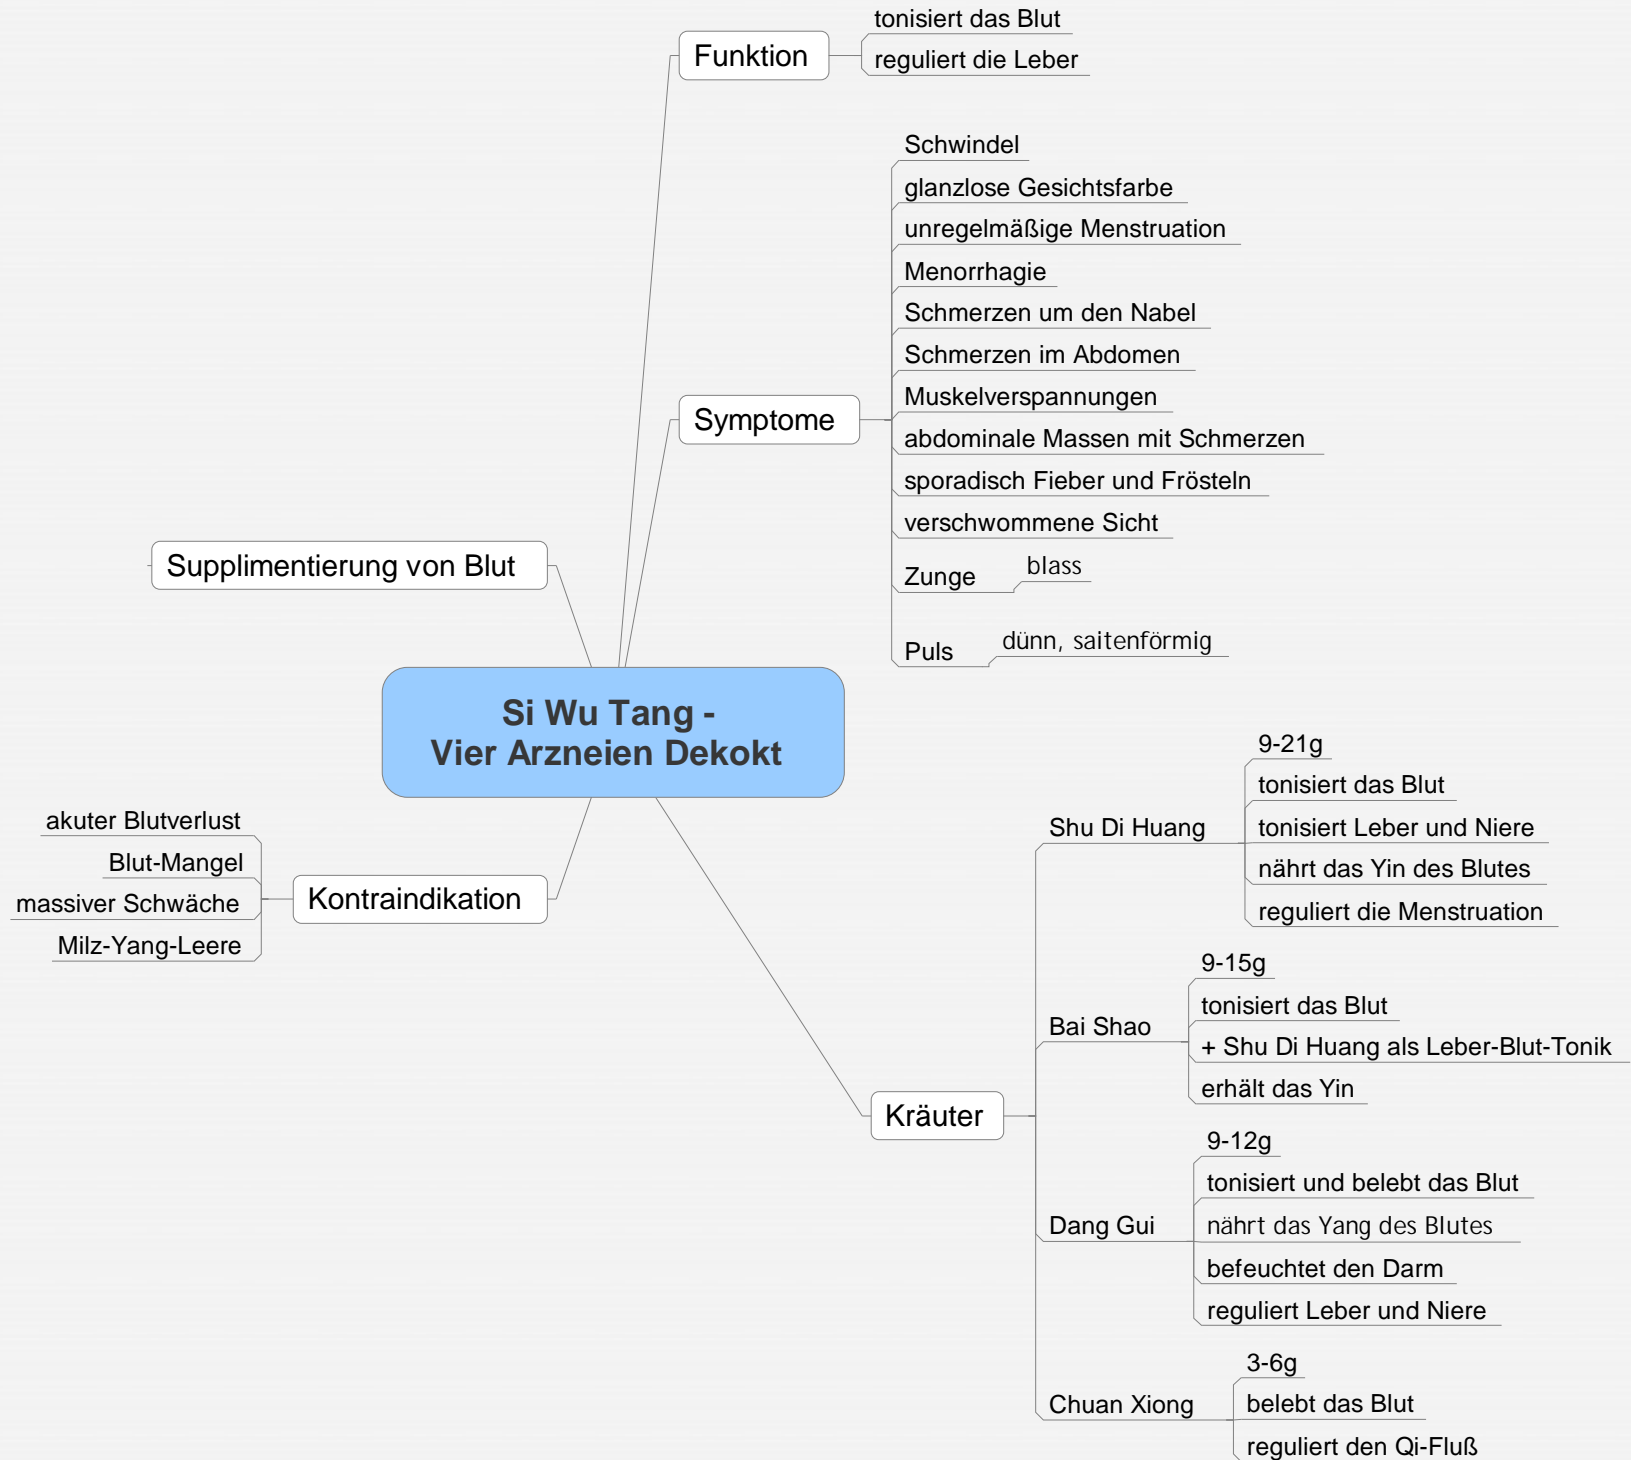 Funktion
tonisiert das Blut
reguliert die Leber
Symptome
Schwindel
glanzlose Gesichtsfarbe
unregelmäßige Menstruation
Menorrhagie
Schmerzen um den Nabel
Schmerzen im Abdomen
Muskelverspannungen
abdominale Massen mit Schmerzen
sporadisch Fieber und Frösteln
verschwommene Sicht
Zunge
blass
Puls
dünn, saitenförmig
Supplimentierung von Blut
Si Wu Tang -
Vier Arzneien Dekokt
Kontraindikation
akuter Blutverlust
Blut-Mangel
massiver Schwäche
Milz-Yang-Leere
Kräuter
Shu Di Huang
9-21g
tonisiert das Blut
tonisiert Leber und Niere
nährt das Yin des Blutes
reguliert die Menstruation
Bai Shao
9-15g
tonisiert das Blut
+ Shu Di Huang als Leber-Blut-Tonik
erhält das Yin
Dang Gui
9-12g
tonisiert und belebt das Blut
nährt das Yang des Blutes
befeuchtet den Darm
reguliert Leber und Niere
Chuan Xiong
3-6g
belebt das Blut
reguliert den Qi-Fluß